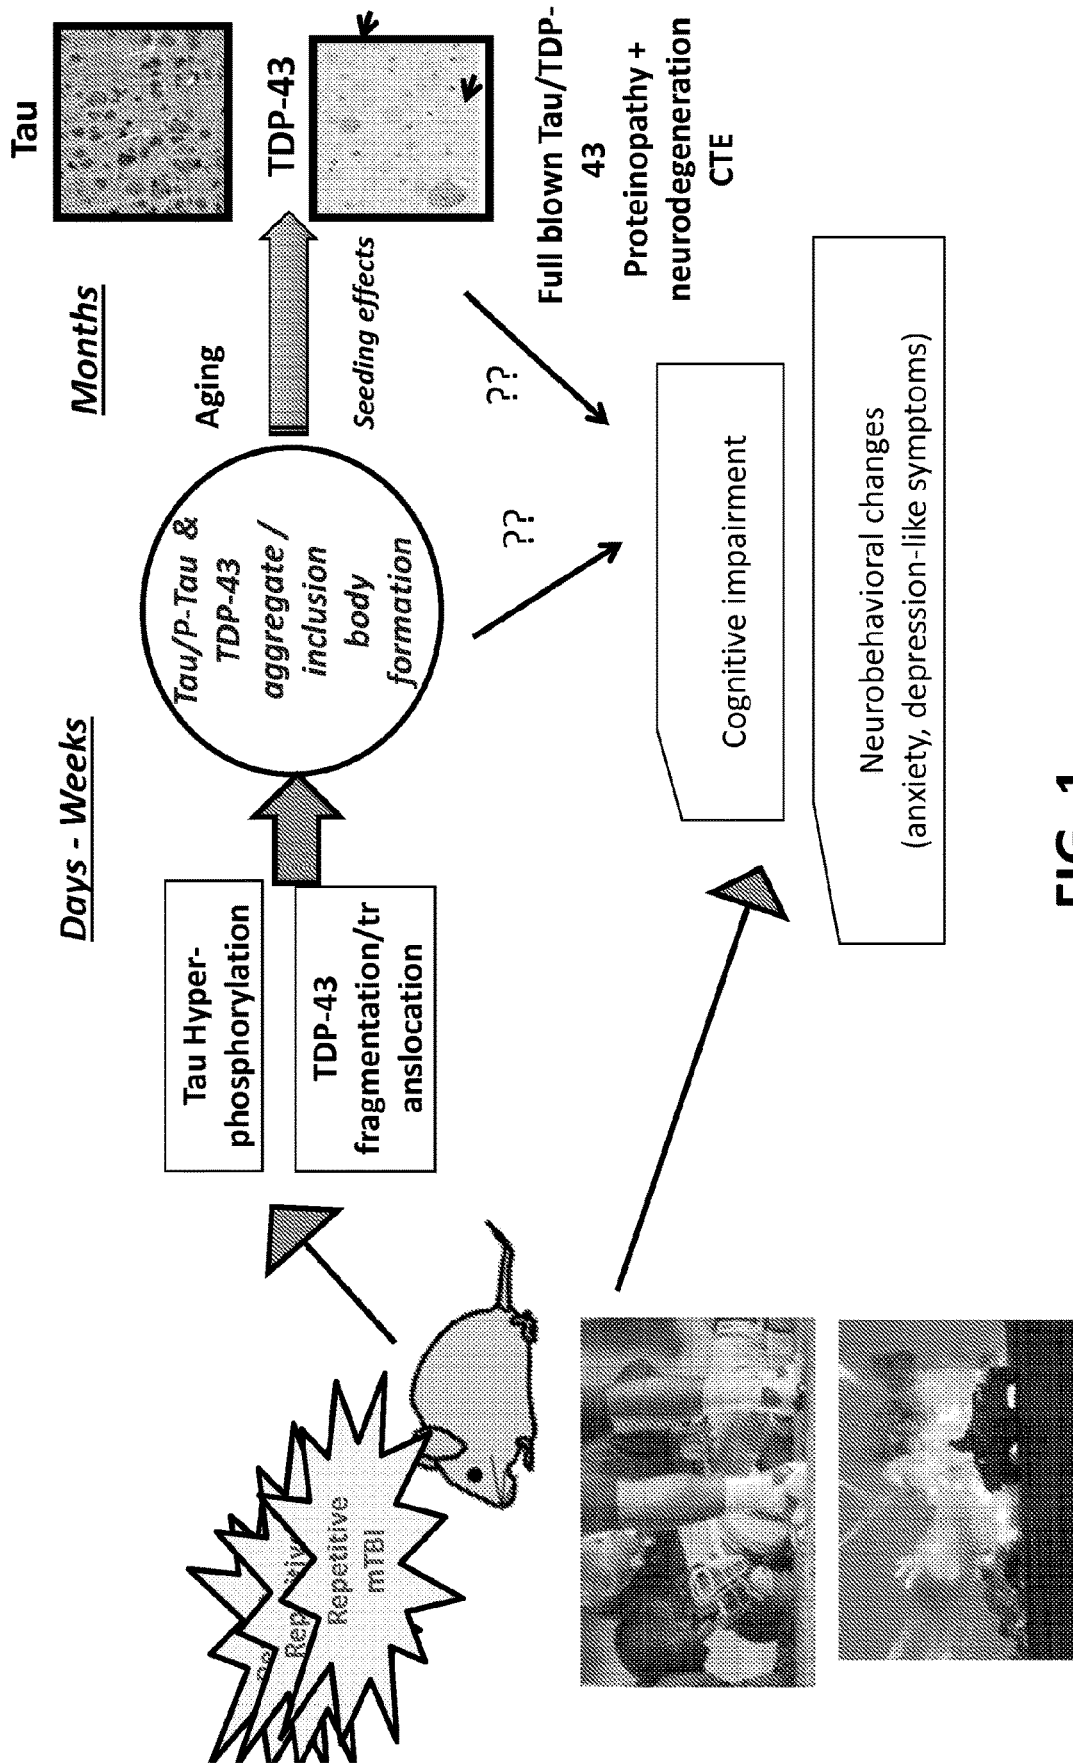 Days - Weeks
Months
Tau
Repetitive
Repetitive
mTBI
Tau Hyper-
phosphorylation
TDP-43
fragmentation/tr
anslocation
Tau/P-Tau &
TDP-43
aggregate /
inclusion
body
formation
Aging
Seeding effects
TDP-43
??
??
Full blown Tau/TDP-
43
Proteinopathy +
neurodegeneration
CTE
Cognitive impairment
Neurobehavioral changes
(anxiety, depression-like symptoms)
FIG. 1